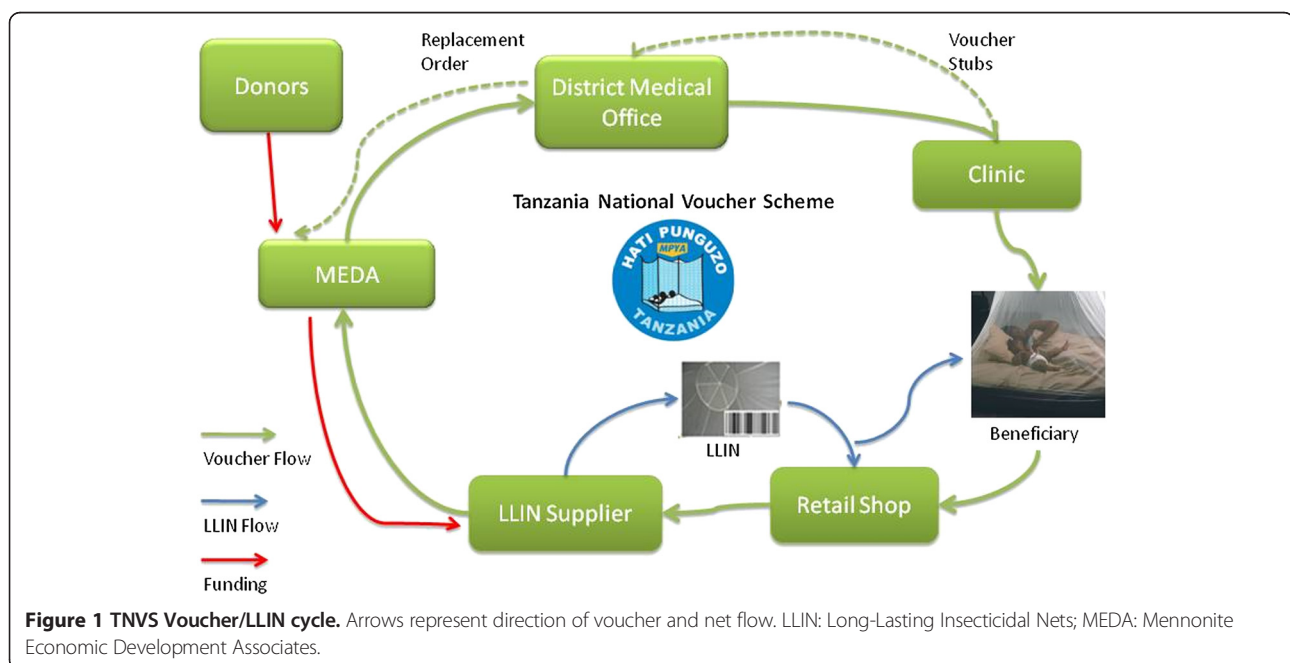 Donors
Replacement
Order
District Medical
Office
Voucher
Stubs
Clinic
Tanzania National Voucher Scheme
HATI PUNGUZO
MPYA
TANZANIA
MEDA
LLIN
Beneficiary
Voucher Flow
LLIN Flow
Funding
LLIN Supplier
Retail Shop
Figure 1 TNVS Voucher/LLIN cycle. Arrows represent direction of voucher and net flow. LLIN: Long-Lasting Insecticidal Nets; MEDA: Mennonite
Economic Development Associates.